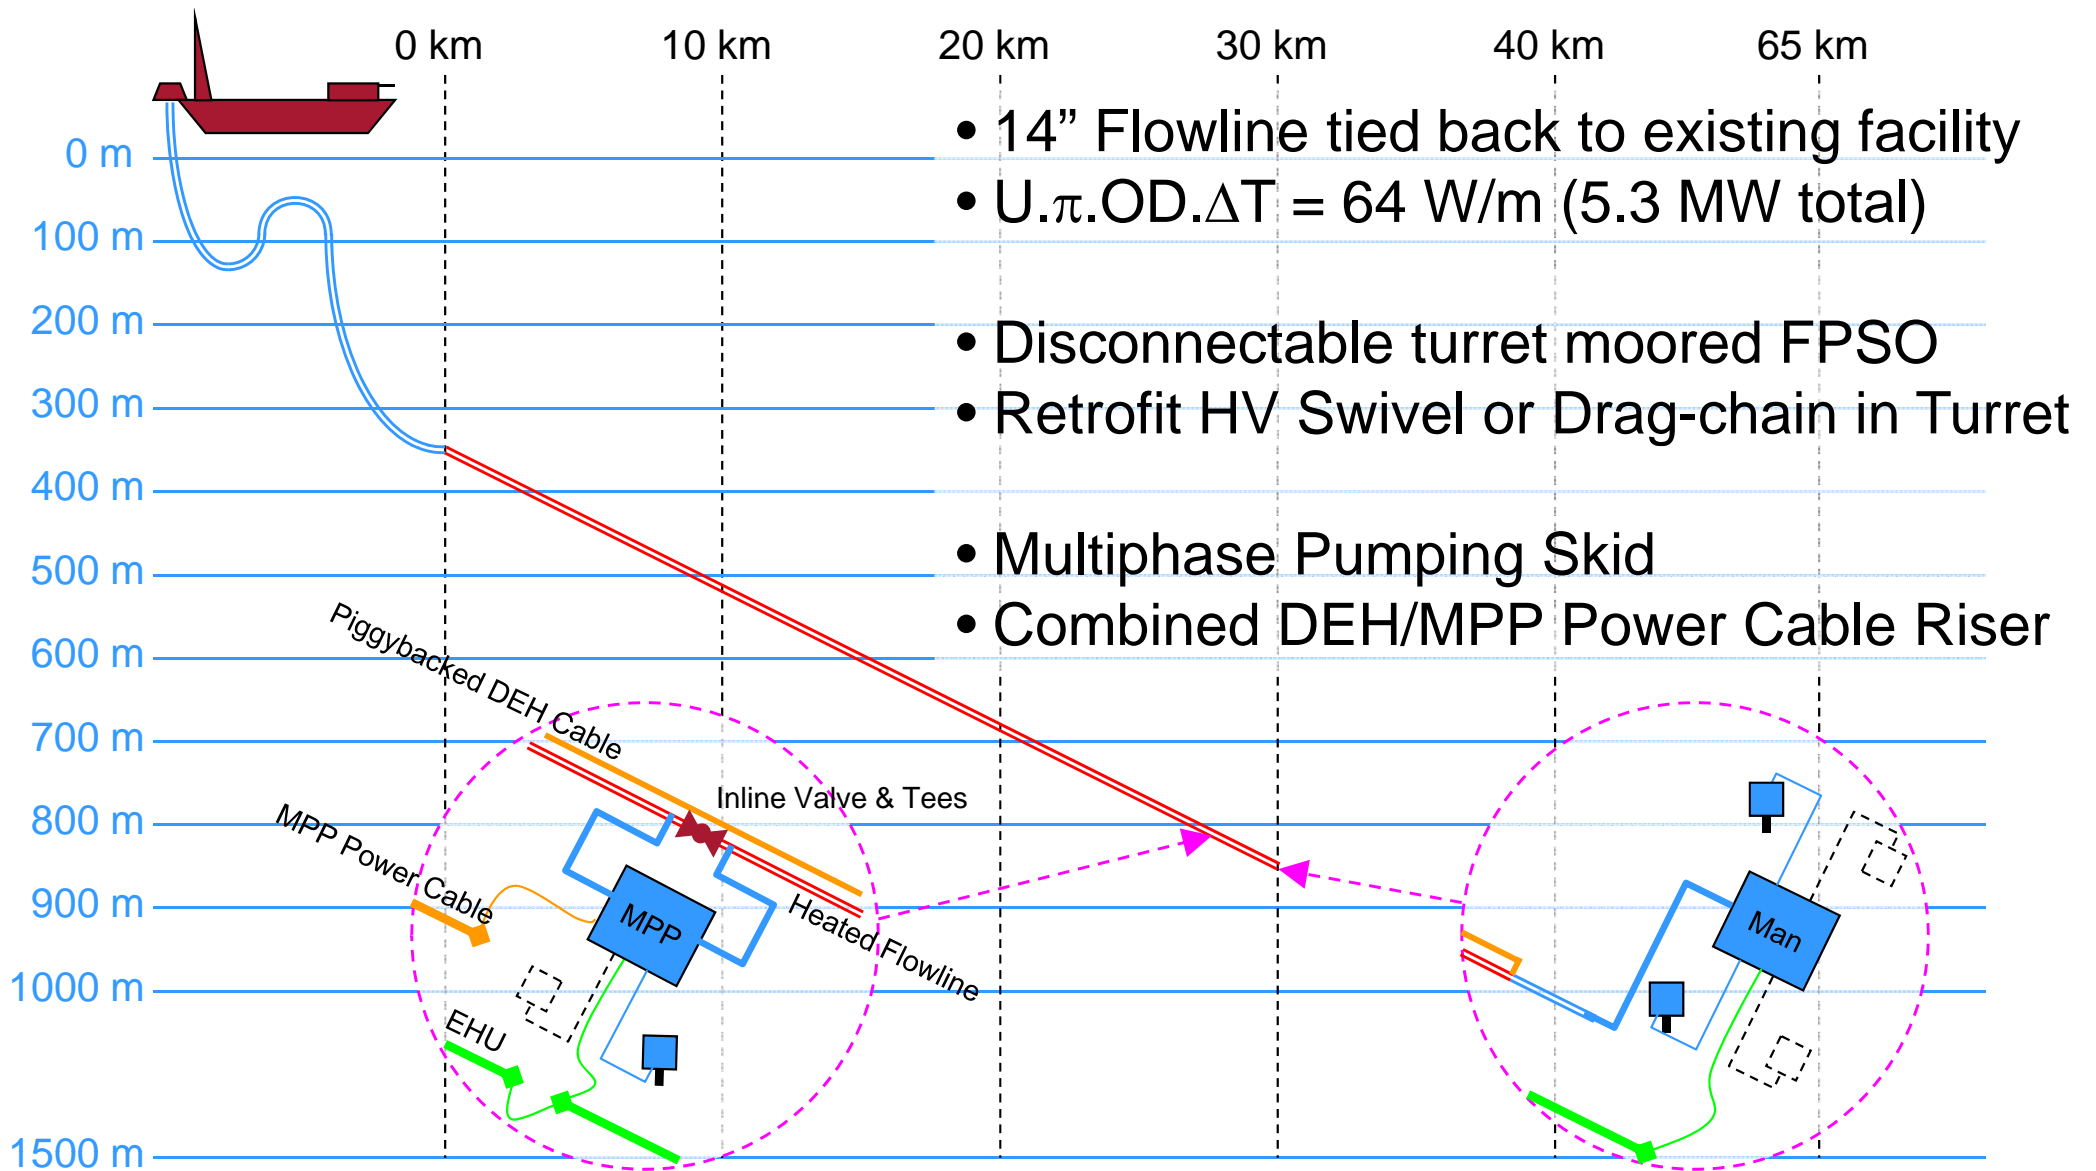 0 km
10 km
20 km
30 km
40 km
65 km
• 14” Flowline tied back to existing facility
0 m
• U.π.OD.ΔT = 64 W/m (5.3 MW total)
100 m
200 m
• Disconnectable turret moored FPSO
300 m
• Retrofit HV Swivel or Drag-chain in Turret
400 m
500 m
• Multiphase Pumping Skid
• Combined DEH/MPP Power Cable Riser
600 m
Piggybacked DEH Cable
700 m
Inline Valve & Tees
800 m
MPP Power Cable
900 m
MPP
Heated Flowline
Man
1000 m
EHU
1500 m